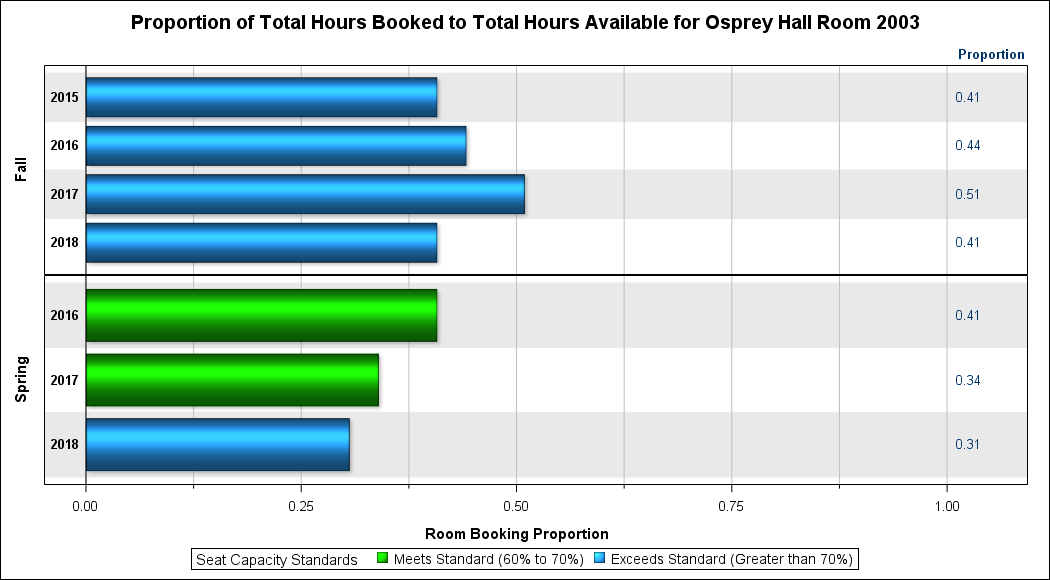 Proportion of Total Hours Booked to Total Hours Available for Osprey Hall Room 2003
Proportion
Fall
2015 0.41
2016 0.44
2017 0.51
2018 0.41
Spring
2016 0.41
2017 0.34
2018 0.31
0.00 0.25 0.50 0.75 1.00
Room Booking Proportion
Seat Capacity Standards Meets Standard (60% to 70%) Exceeds Standard (Greater than 70%)